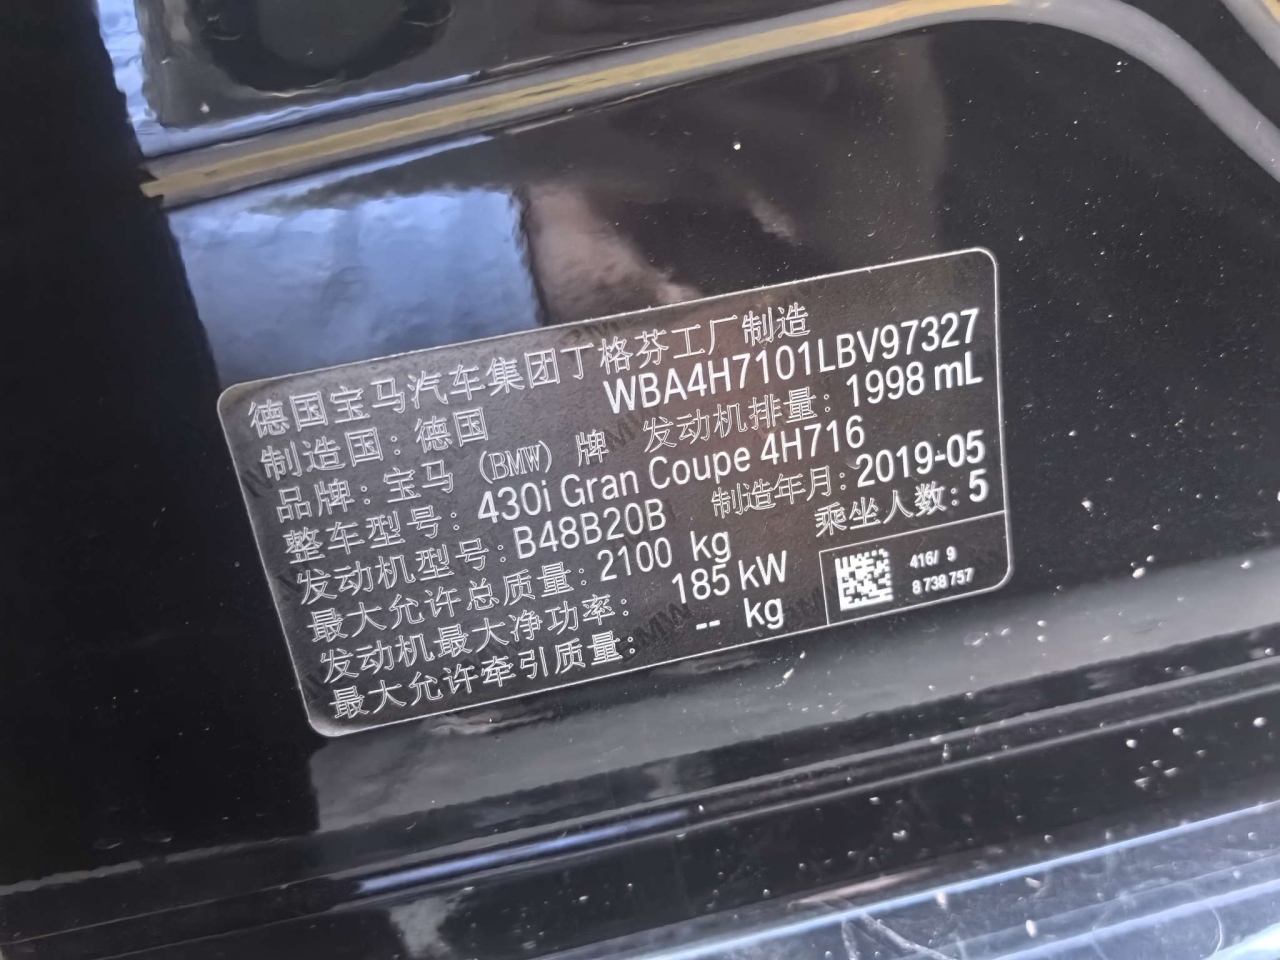 德国宝马汽车集团丁格芬工厂制造
制造国：德国 WBA4H7101LBV97327
品牌：宝马 (BMW) 牌 发动机排量：1998 mL
整车型号：430i Gran Coupe 4H716
发动机型号：B48B20B 制造年月：2019-05
最大允许总质量：2100 kg 乘坐人数：5
发动机最大净功率：185 kW
最大允许牵引质量：-- kg
416/ 9
8 738 757